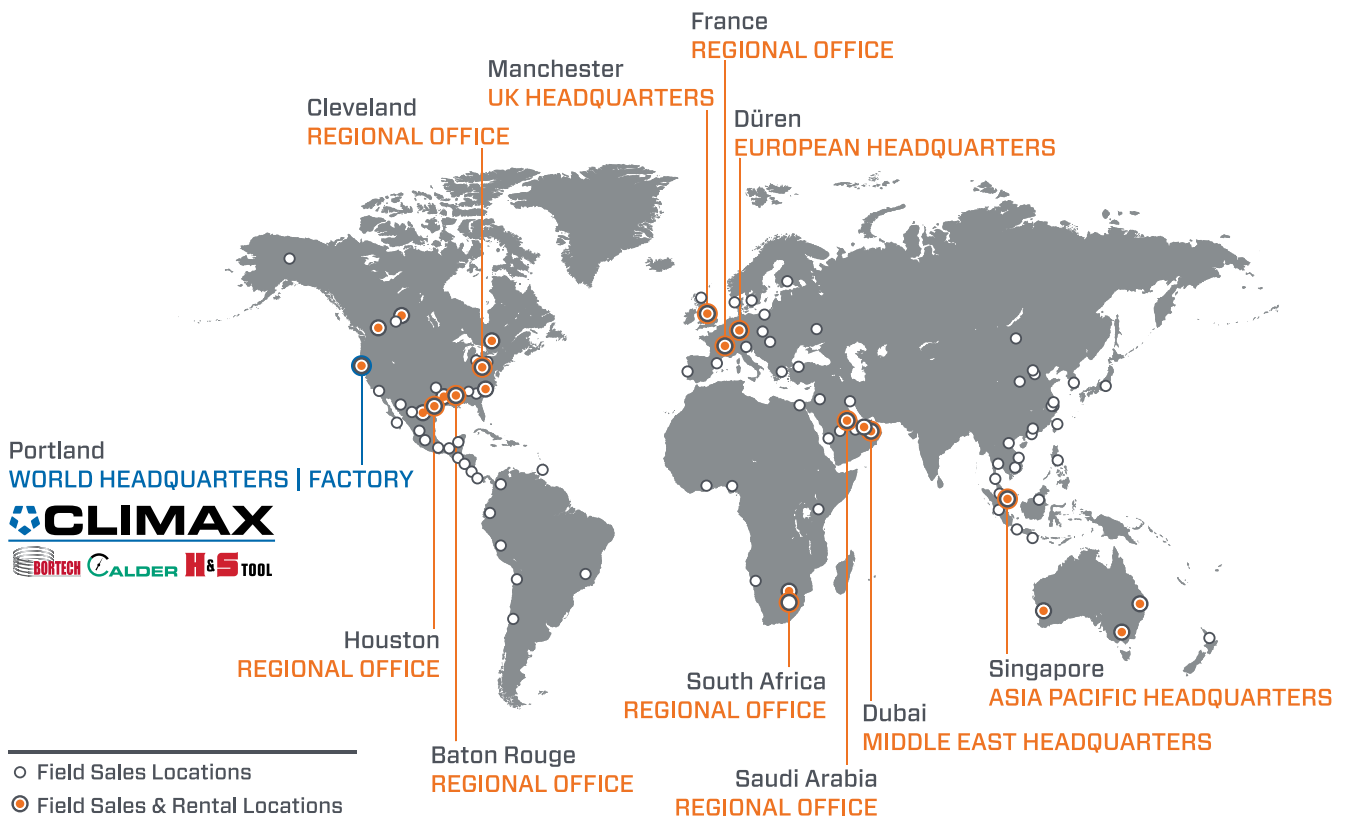 France
REGIONAL OFFICE
Manchester
UK HEADQUARTERS
Cleveland
REGIONAL OFFICE
Düren
EUROPEAN HEADQUARTERS
Portland
WORLD HEADQUARTERS | FACTORY
CLIMAX
BORTECH CALDER H&S TOOL
Houston
REGIONAL OFFICE
South Africa
REGIONAL OFFICE
Singapore
ASIA PACIFIC HEADQUARTERS
Dubai
MIDDLE EAST HEADQUARTERS
Baton Rouge
REGIONAL OFFICE
Saudi Arabia
REGIONAL OFFICE
Field Sales Locations
Field Sales & Rental Locations